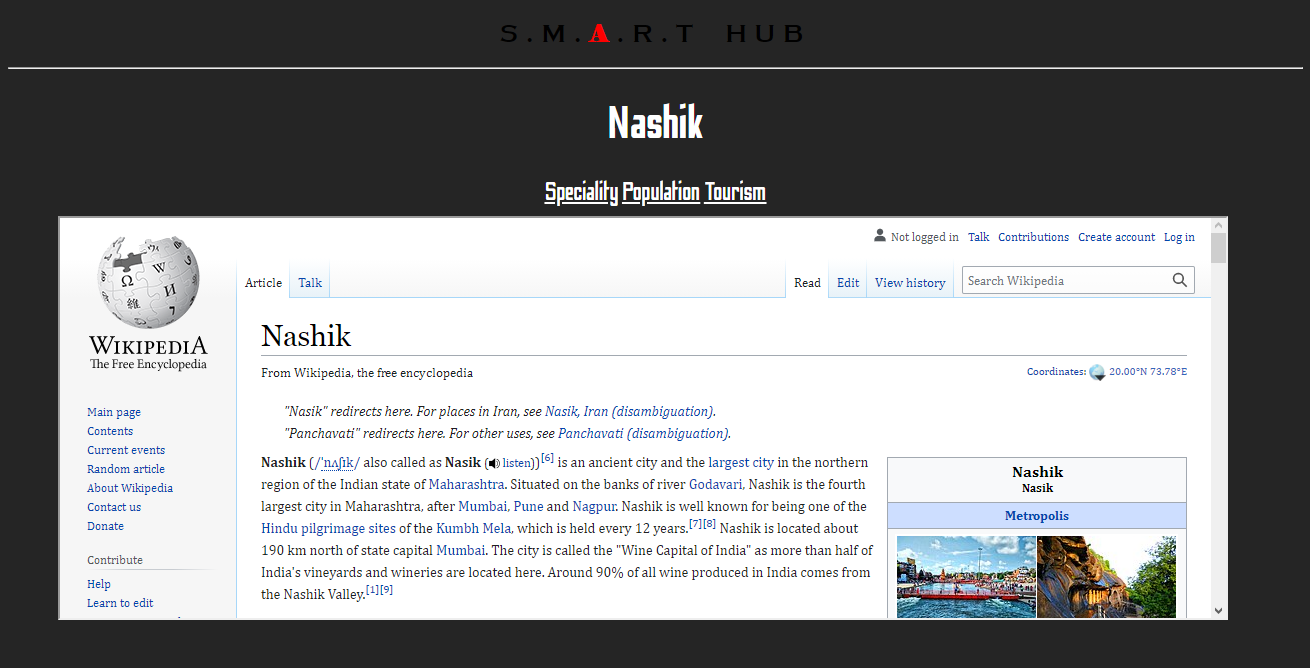 S.M.A.R.T HUB
Nashik
Speciality Population Tourism
Not logged in Talk Contributions Create account Log in
Article Talk Read Edit View history Search Wikipedia
WIKIPEDIA
The Free Encyclopedia
Main page
Contents
Current events
Random article
About Wikipedia
Contact us
Donate
Contribute
Help
Learn to edit
Nashik
From Wikipedia, the free encyclopedia
Coordinates: 20.00°N 73.78°E
"Nasik" redirects here. For places in Iran, see Nasik, Iran (disambiguation).
"Panchavati" redirects here. For other uses, see Panchavati (disambiguation).
Nashik (/ˈnʌʃɪk/ also called as Nasik (listen))[6] is an ancient city and the largest city in the northern
region of the Indian state of Maharashtra. Situated on the banks of river Godavari, Nashik is the fourth
largest city in Maharashtra, after Mumbai, Pune and Nagpur. Nashik is well known for being one of the
Hindu pilgrimage sites of the Kumbh Mela, which is held every 12 years.[7][8] Nashik is located about
190 km north of state capital Mumbai. The city is called the "Wine Capital of India" as more than half of
India's vineyards and wineries are located here. Around 90% of all wine produced in India comes from
the Nashik Valley.[1][9]
Nashik
Nasik
Metropolis